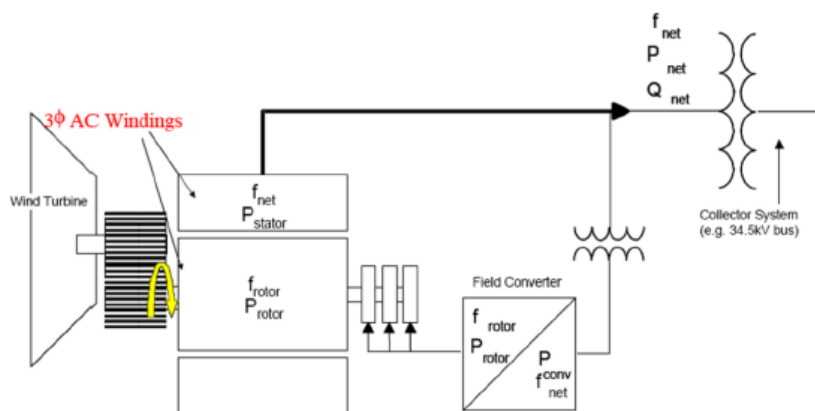 f net
P net
Q net
3ϕ AC Windings
Wind Turbine
f net
P stator
Collector System
(e.g. 34.5kV bus)
f rotor
P rotor
Field Converter
f rotor
P rotor
P conv
f net